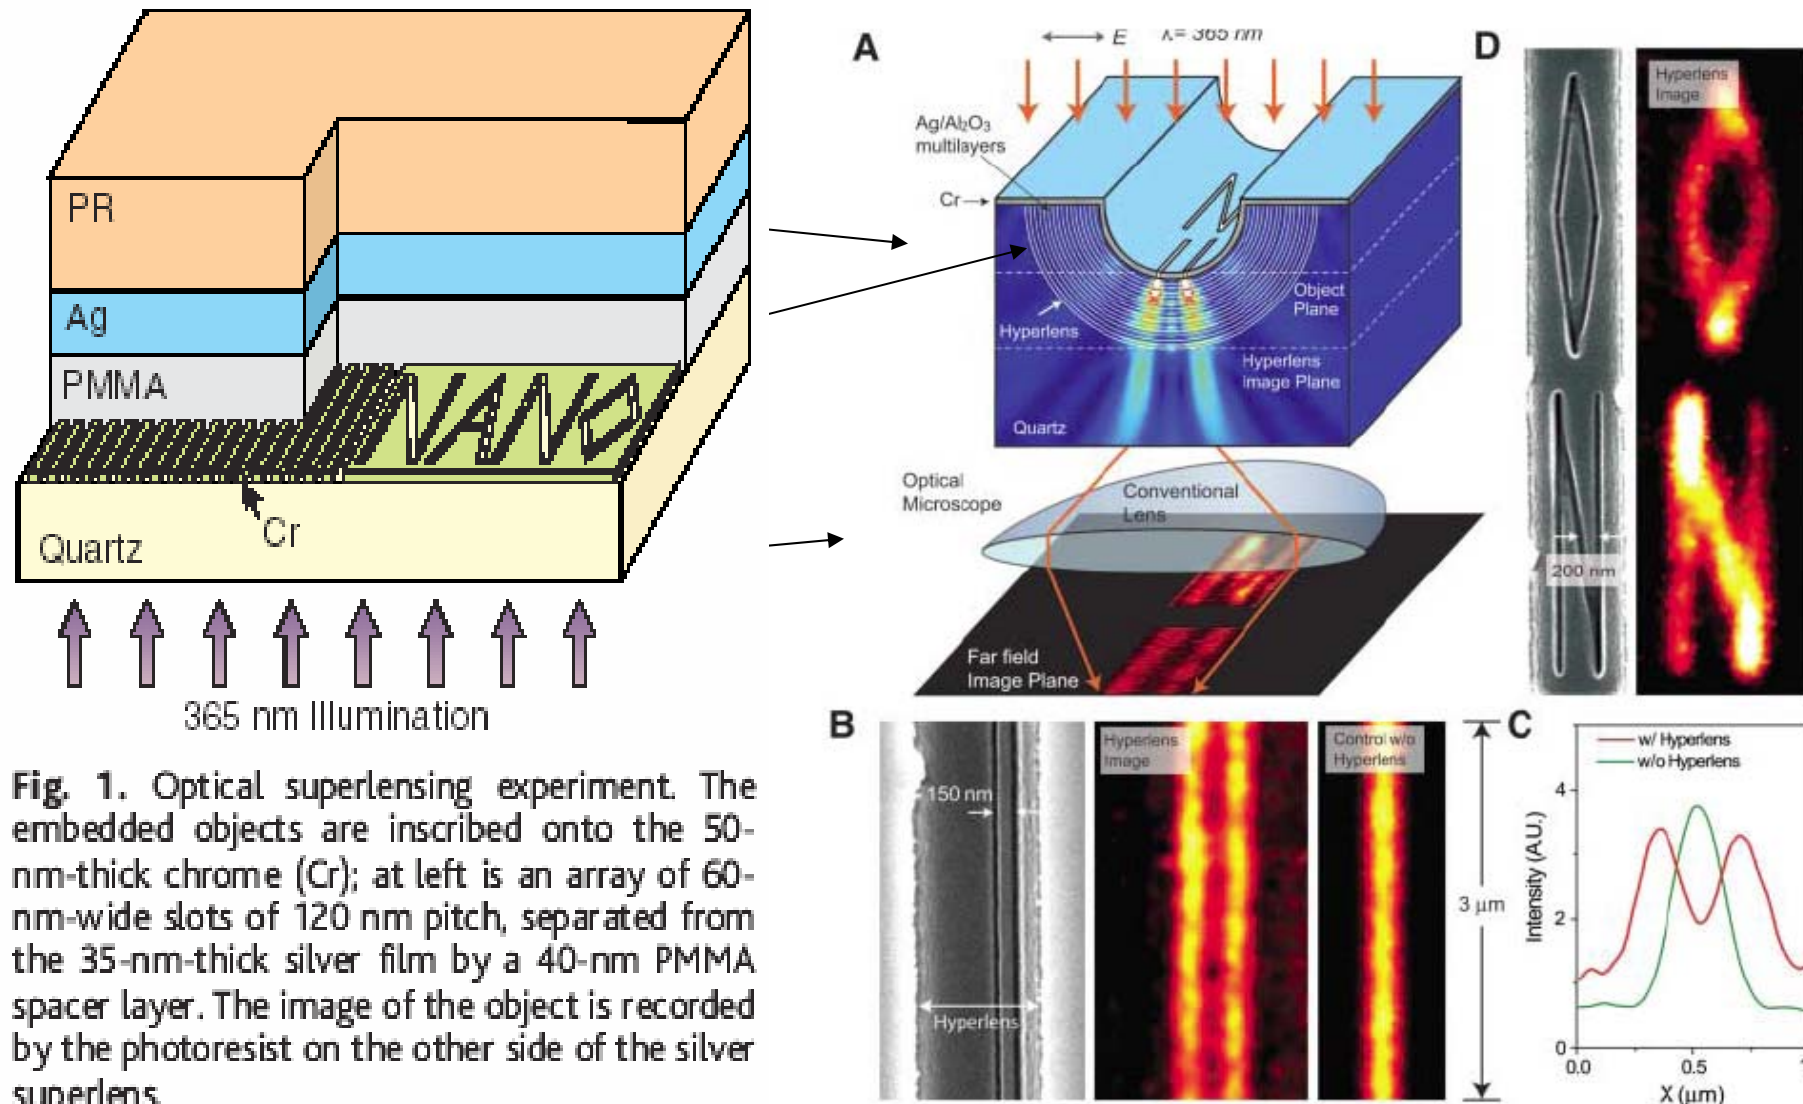 PR
Ag
PMMA
NANO
Cr
Quartz
365 nm Illumination
Fig. 1. Optical superlensing experiment. The
embedded objects are inscribed onto the 50-
nm-thick chrome (Cr); at left is an array of 60-
nm-wide slots of 120 nm pitch, separated from
the 35-nm-thick silver film by a 40-nm PMMA
spacer layer. The image of the object is recorded
by the photoresist on the other side of the silver
superlens.
A
E
λ= 365 nm
Ag/Al₂O₃
multilayers
Cr
Object
Plane
Hyperlens
Hyperlens
Image Plane
Quartz
Optical
Microscope
Conventional
Lens
Far field
Image Plane
D
Hyperlens
Image
200 nm
B
150 nm
Hyperlens
Hyperlens
Image
Control w/o
Hyperlens
3 μm
C
w/ Hyperlens
w/o Hyperlens
Intensity (A.U.)
4
2
0
0.0
0.5
1
X (μm)